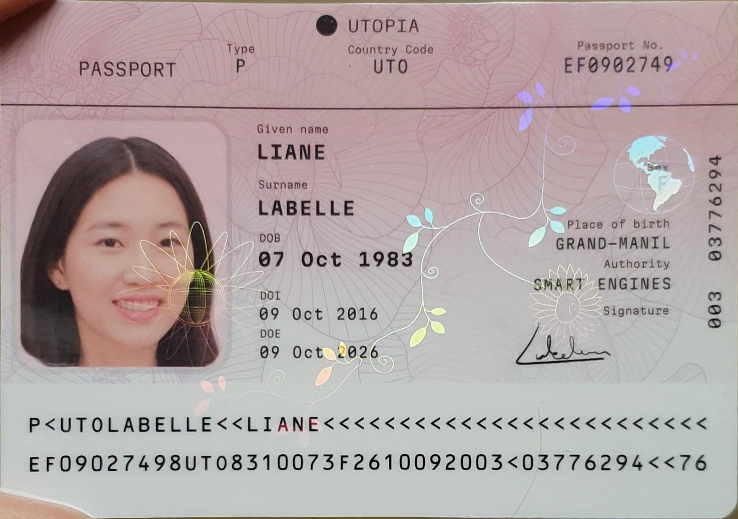 UTOPIA
PASSPORT
Type
P
Country Code
UTO
Passport No.
EF0902749
Given name
LIANE
Surname
LABELLE
DOB
07 Oct 1983
DOI
09 Oct 2016
DOE
09 Oct 2026
Sex
F
Place of birth
GRAND-MANIL
Authority
SMART ENGINES
Signature
003 03776294
P<UTOLABELLE<<LIANE<<<<<<<<<<<<<<<<<<<<<<<<<
EF09027498UTO8310073F2610092003<03776294<<76